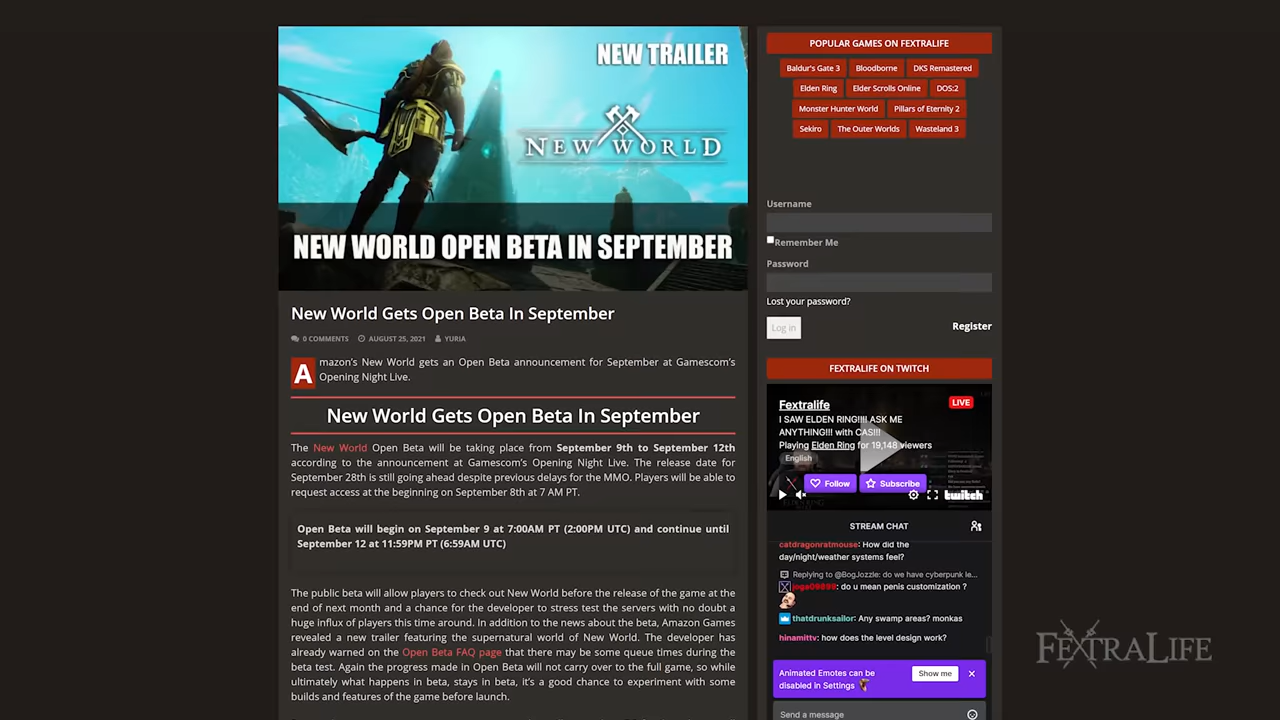 NEW TRAILER
NEW WORLD
NEW WORLD OPEN BETA IN SEPTEMBER
New World Gets Open Beta In September
0 COMMENTS AUGUST 25, 2021 YURIA
Amazon's New World gets an Open Beta announcement for September at Gamescom's
Opening Night Live.
New World Gets Open Beta In September
The New World Open Beta will be taking place from September 9th to September 12th
according to the announcement at Gamescom's Opening Night Live. The release date for
September 28th is still going ahead despite previous delays for the MMO. Players will be able to
request access at the beginning on September 8th at 7 AM PT.
Open Beta will begin on September 9 at 7:00AM PT (2:00PM UTC) and continue until
September 12 at 11:59PM PT (6:59AM UTC)
The public beta will allow players to check out New World before the release of the game at the
end of next month and a chance for the developer to stress test the servers with no doubt a
huge influx of players this time around. In addition to the news about the beta, Amazon Games
revealed a new trailer featuring the supernatural world of New World. The developer has
already warned on the Open Beta FAQ page that there may be some queue times during the
beta test. Again the progress made in Open Beta will not carry over to the full game, so while
ultimately what happens in beta, stays in beta, it's a good chance to experiment with some
builds and features of the game before launch.
POPULAR GAMES ON FEXTRALIFE
Baldur's Gate 3 Bloodborne DKS Remastered
Elden Ring Elder Scrolls Online DOS:2
Monster Hunter World Pillars of Eternity 2
Sekiro The Outer Worlds Wasteland 3
Username
Remember Me
Password
Lost your password?
Log in Register
FEXTRALIFE ON TWITCH
Fextralife LIVE
I SAW ELDEN RING!!!! ASK ME
ANYTHING!!! with CAS!!!
Playing Elden Ring for 19,148 viewers
English
Follow Subscribe
twitch
STREAM CHAT
catdragonratmouse: How did the
day/night/weather systems feel?
Replying to @BogJozzle: do we have cyberpunk le...
joga09899: do u mean penis customization ?
thatdrunksailor: Any swamp areas? monkas
hinamittv: how does the level design work?
Animated Emotes can be
disabled in Settings
Show me
Send a message
FEXTRALIFE